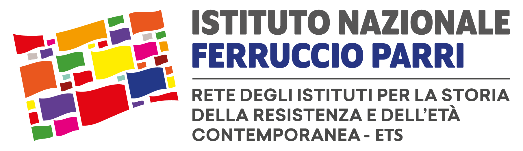 ISTITUTO NAZIONALE
FERRUCCIO PARRI
RETE DEGLI ISTITUTI PER LA STORIA
DELLA RESISTENZA E DELL'ETÀ
CONTEMPORANEA - ETS